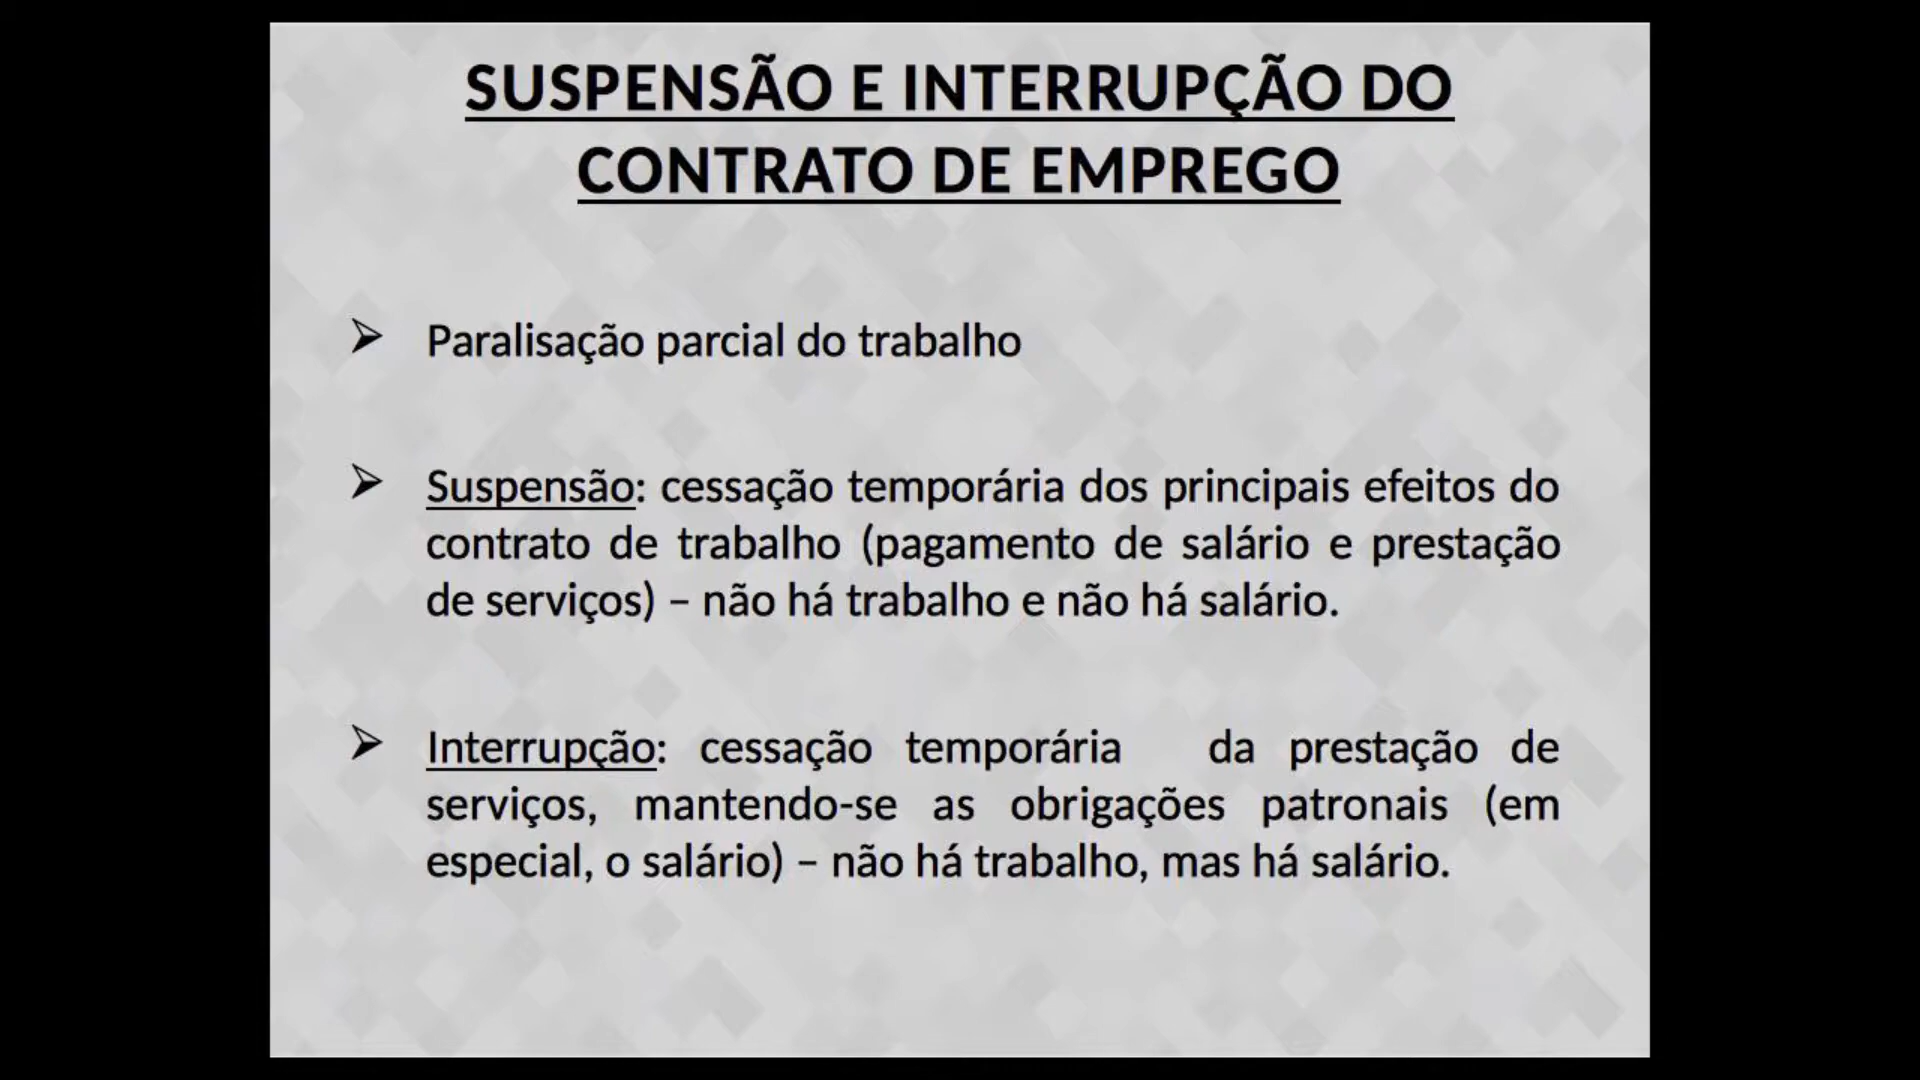 SUSPENSÃO E INTERRUPÇÃO DO
CONTRATO DE EMPREGO
➢ Paralisação parcial do trabalho
➢ Suspensão: cessação temporária dos principais efeitos do
contrato de trabalho (pagamento de salário e prestação
de serviços) – não há trabalho e não há salário.
➢ Interrupção: cessação temporária da prestação de
serviços, mantendo-se as obrigações patronais (em
especial, o salário) – não há trabalho, mas há salário.